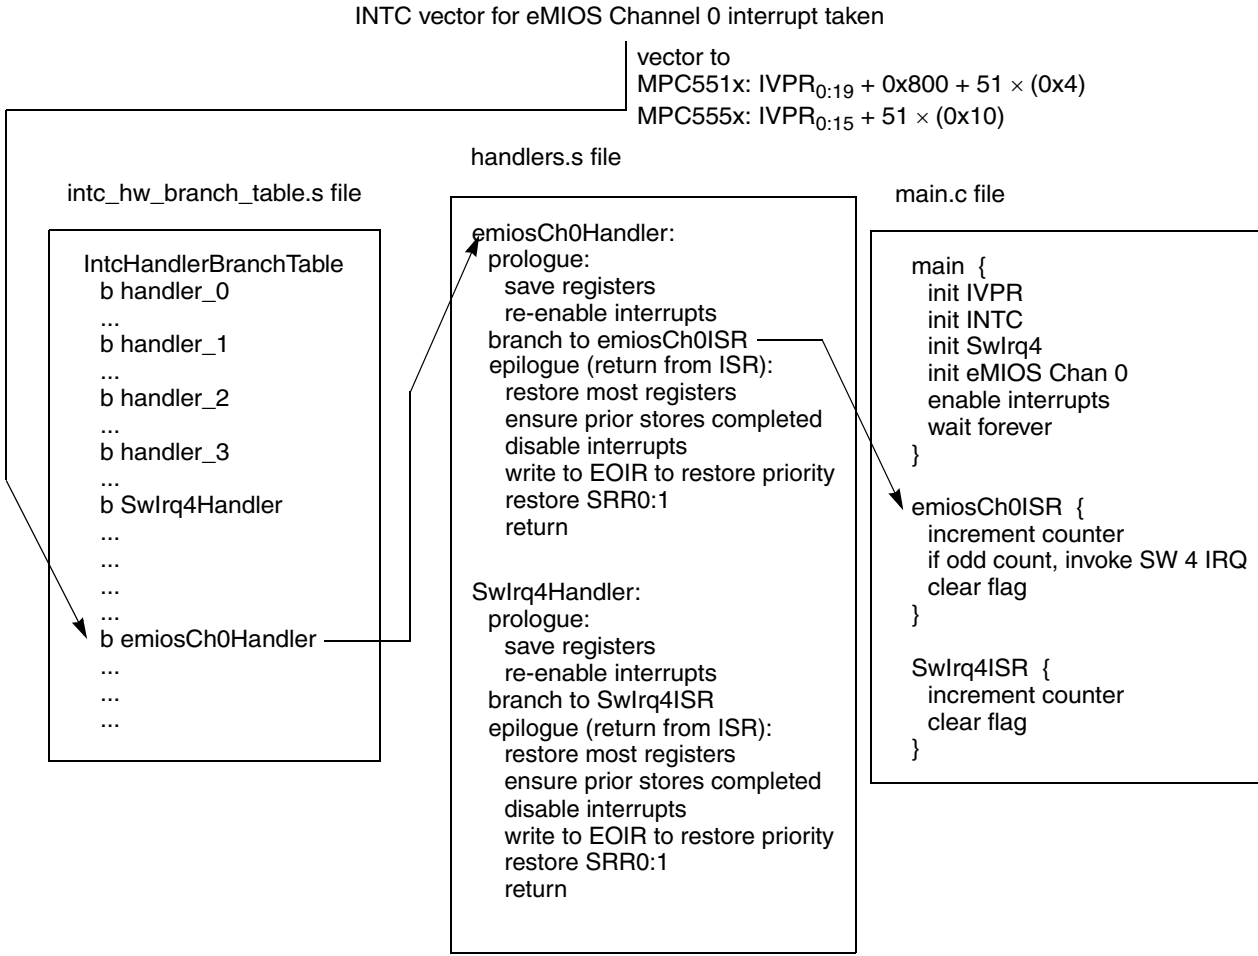 INTC vector for eMIOS Channel 0 interrupt taken
vector to
MPC551x: IVPR0:19 + 0x800 + 51 × (0x4)
MPC555x: IVPR0:15 + 51 × (0x10)
handlers.s file
intc_hw_branch_table.s file
main.c file
IntcHandlerBranchTable
b handler_0
...
b handler_1
...
b handler_2
...
b handler_3
...
b SwIrq4Handler
...
...
...
...
b emiosCh0Handler
...
...
...
emiosCh0Handler:
prologue:
save registers
re-enable interrupts
branch to emiosCh0ISR
epilogue (return from ISR):
restore most registers
ensure prior stores completed
disable interrupts
write to EOIR to restore priority
restore SRR0:1
return
SwIrq4Handler:
prologue:
save registers
re-enable interrupts
branch to SwIrq4ISR
epilogue (return from ISR):
restore most registers
ensure prior stores completed
disable interrupts
write to EOIR to restore priority
restore SRR0:1
return
main {
init IVPR
init INTC
init SwIrq4
init eMIOS Chan 0
enable interrupts
wait forever
}
emiosCh0ISR {
increment counter
if odd count, invoke SW 4 IRQ
clear flag
}
SwIrq4ISR {
increment counter
clear flag
}